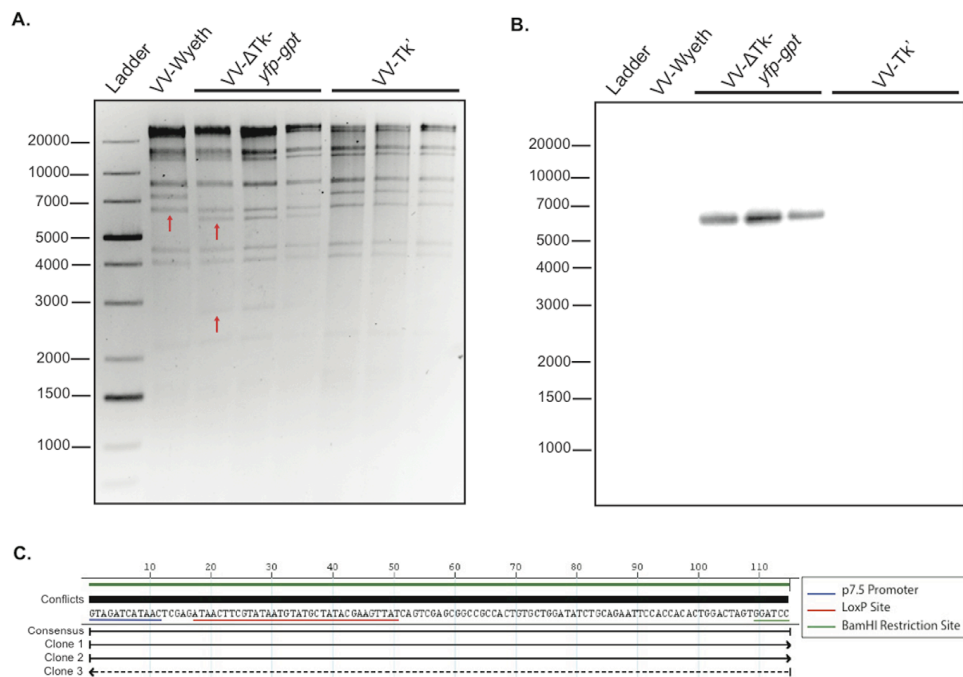 A.
Ladder
VV-Wyeth
VV-ΔTk-
yfp-gpt
VV-Tk'
20000
10000
7000
5000
4000
3000
2000
1500
1000
B.
Ladder
VV-Wyeth
VV-ΔTk-
yfp-gpt
VV-Tk'
20000
10000
7000
5000
4000
3000
2000
1500
1000
C.
10 20 30 40 50 60 70 80 90 100 110
Conflicts
GTAGATCATAACTCGAGATAACTTCGTATAATGTATGCTATACGAAGTTATCAGTCGAGCGGCCGCCACTGTGCTGGATATCTGCAGAATTCCACCACACTGGACTAGTGGATCC
Consensus
Clone 1
Clone 2
Clone 3
p7.5 Promoter
LoxP Site
BamHI Restriction Site